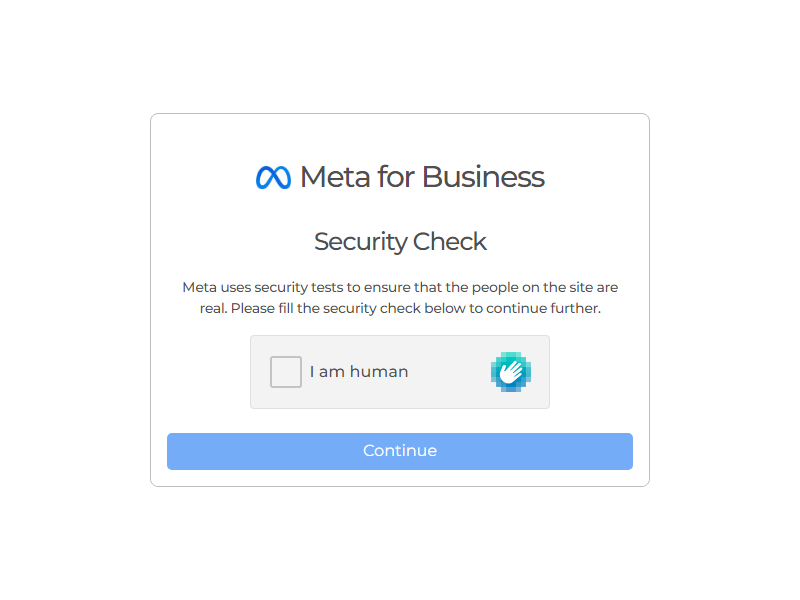 Meta for Business
Security Check
Meta uses security tests to ensure that the people on the site are
real. Please fill the security check below to continue further.
I am human
Continue